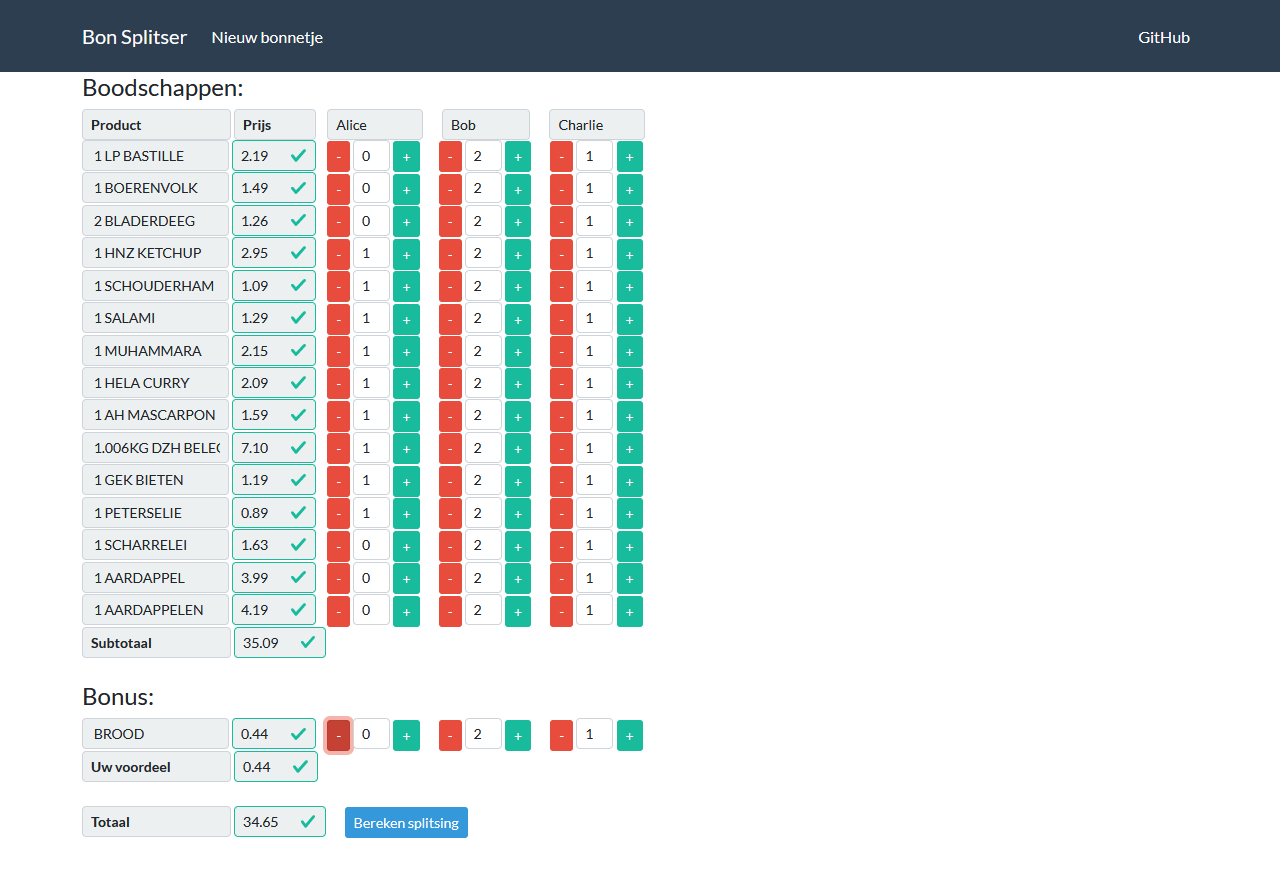 Bon Splitser Nieuw bonnetje GitHub
Boodschappen:
Product Prijs Alice Bob Charlie
1 LP BASTILLE 2.19 - 0 + - 2 + - 1 +
1 BOERENVOLK 1.49 - 0 + - 2 + - 1 +
2 BLADERDEEG 1.26 - 0 + - 2 + - 1 +
1 HNZ KETCHUP 2.95 - 1 + - 2 + - 1 +
1 SCHOUDERHAM 1.09 - 1 + - 2 + - 1 +
1 SALAMI 1.29 - 1 + - 2 + - 1 +
1 MUHAMMARA 2.15 - 1 + - 2 + - 1 +
1 HELA CURRY 2.09 - 1 + - 2 + - 1 +
1 AH MASCARPON 1.59 - 1 + - 2 + - 1 +
1.006KG DZH BELEG 7.10 - 1 + - 2 + - 1 +
1 GEK BIETEN 1.19 - 1 + - 2 + - 1 +
1 PETERSELIE 0.89 - 1 + - 2 + - 1 +
1 SCHARRELEI 1.63 - 0 + - 2 + - 1 +
1 AARDAPPEL 3.99 - 0 + - 2 + - 1 +
1 AARDAPPELEN 4.19 - 0 + - 2 + - 1 +
Subtotaal 35.09
Bonus:
BROOD 0.44 - 0 + - 2 + - 1 +
Uw voordeel 0.44
Totaal 34.65 Bereken splitsing